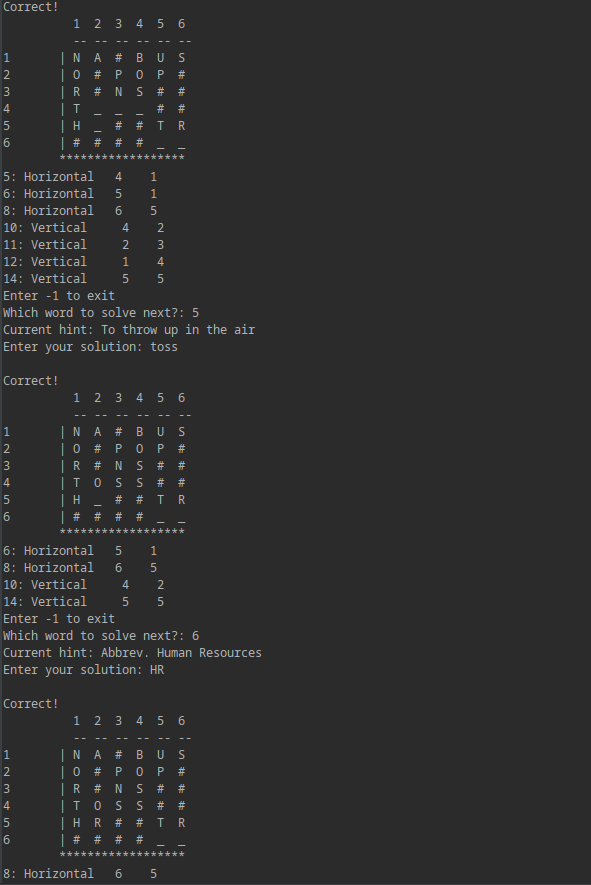 Correct!
          1 2 3 4 5 6
          -- -- -- -- -- --
1       | N A # B U S
2       | O # P O P #
3       | R # N S # #
4       | T _ _ _ # #
5       | H _ # # T R
6       | # # # # _ _
        ******************
5: Horizontal   4    1
6: Horizontal   5    1
8: Horizontal   6    5
10: Vertical     4    2
11: Vertical     2    3
12: Vertical     1    4
14: Vertical     5    5
Enter -1 to exit
Which word to solve next?: 5
Current hint: To throw up in the air
Enter your solution: toss

Correct!
          1 2 3 4 5 6
          -- -- -- -- -- --
1       | N A # B U S
2       | O # P O P #
3       | R # N S # #
4       | T O S S # #
5       | H _ # # T R
6       | # # # # _ _
        ******************
6: Horizontal   5    1
8: Horizontal   6    5
10: Vertical     4    2
14: Vertical     5    5
Enter -1 to exit
Which word to solve next?: 6
Current hint: Abbrev. Human Resources
Enter your solution: HR

Correct!
          1 2 3 4 5 6
          -- -- -- -- -- --
1       | N A # B U S
2       | O # P O P #
3       | R # N S # #
4       | T O S S # #
5       | H R # # T R
6       | # # # # _ _
        ******************
8: Horizontal   6    5